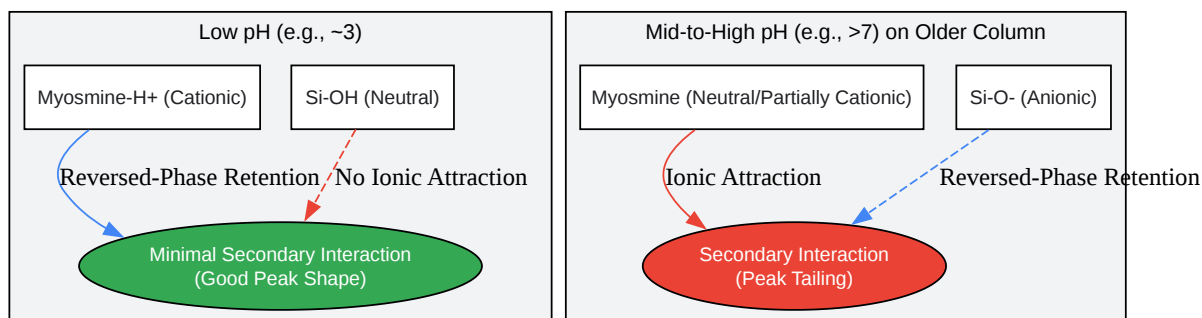 Low pH (e.g., ~3)
Myosmine-H+ (Cationic)
Si-OH (Neutral)
Reversed-Phase Retention
No Ionic Attraction
Minimal Secondary Interaction
(Good Peak Shape)
Mid-to-High pH (e.g., >7) on Older Column
Myosmine (Neutral/Partially Cationic)
Si-O- (Anionic)
Ionic Attraction
Reversed-Phase Retention
Secondary Interaction
(Peak Tailing)